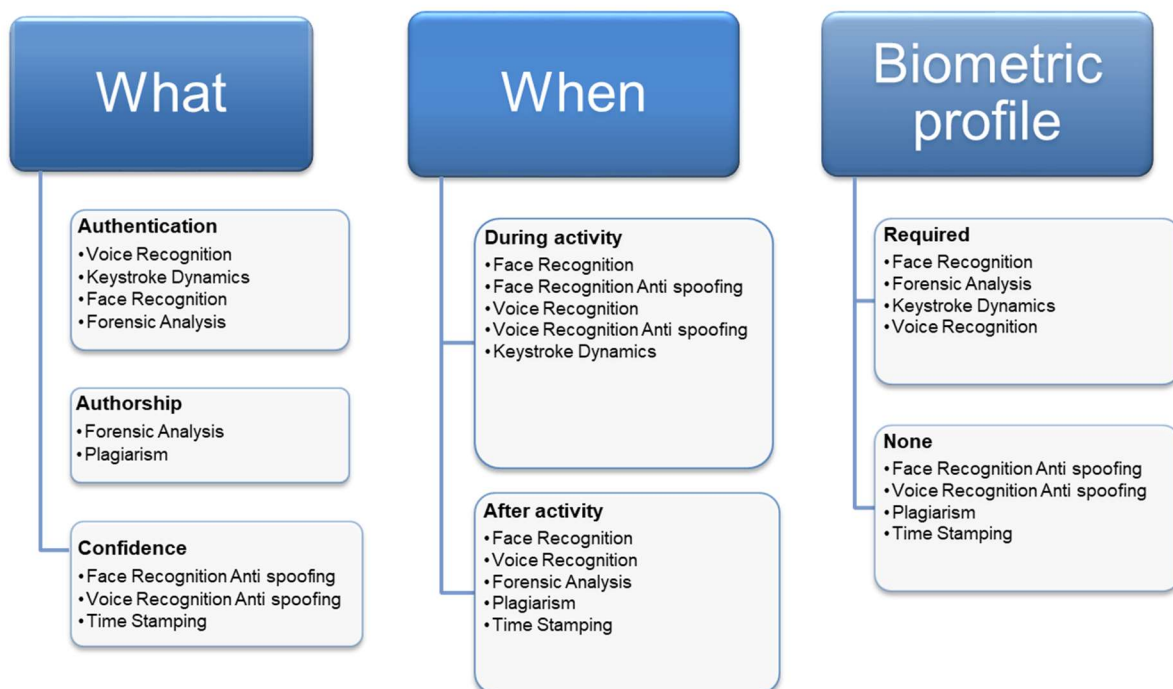 What
Authentication
•Voice Recognition
•Keystroke Dynamics
•Face Recognition
•Forensic Analysis
Authorship
•Forensic Analysis
•Plagiarism
Confidence
•Face Recognition Anti spoofing
•Voice Recognition Anti spoofing
•Time Stamping
When
During activity
•Face Recognition
•Face Recognition Anti spoofing
•Voice Recognition
•Voice Recognition Anti spoofing
•Keystroke Dynamics
After activity
•Face Recognition
•Voice Recognition
•Forensic Analysis
•Plagiarism
•Time Stamping
Biometric
profile
Required
•Face Recognition
•Forensic Analysis
•Keystroke Dynamics
•Voice Recognition
None
•Face Recognition Anti spoofing
•Voice Recognition Anti spoofing
•Plagiarism
•Time Stamping